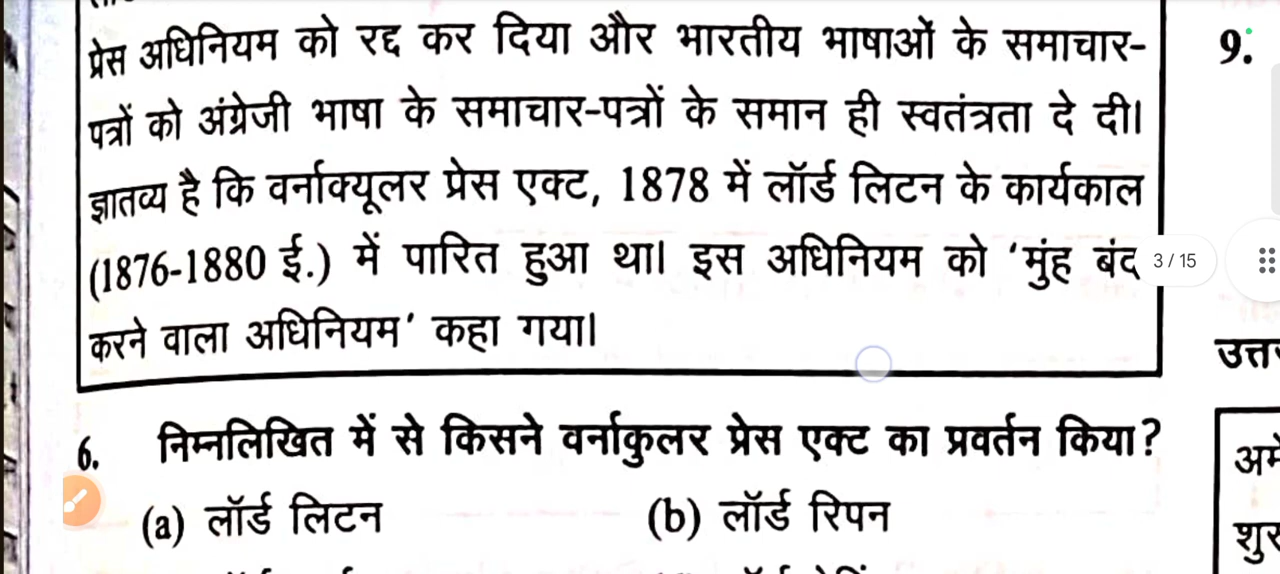 प्रेस अधिनियम को रद्द कर दिया और भारतीय भाषाओं के समाचार-
पत्रों को अंग्रेजी भाषा के समाचार-पत्रों के समान ही स्वतंत्रता दे दी।
ज्ञातव्य है कि वर्नाक्यूलर प्रेस एक्ट, 1878 में लॉर्ड लिटन के कार्यकाल
(1876-1880 ई.) में पारित हुआ था। इस अधिनियम को ‘मुंह बंद
करने वाला अधिनियम’ कहा गया।
6. निम्नलिखित में से किसने वर्नाकुलर प्रेस एक्ट का प्रवर्तन किया?
(a) लॉर्ड लिटन (b) लॉर्ड रिपन
9.
3 / 15